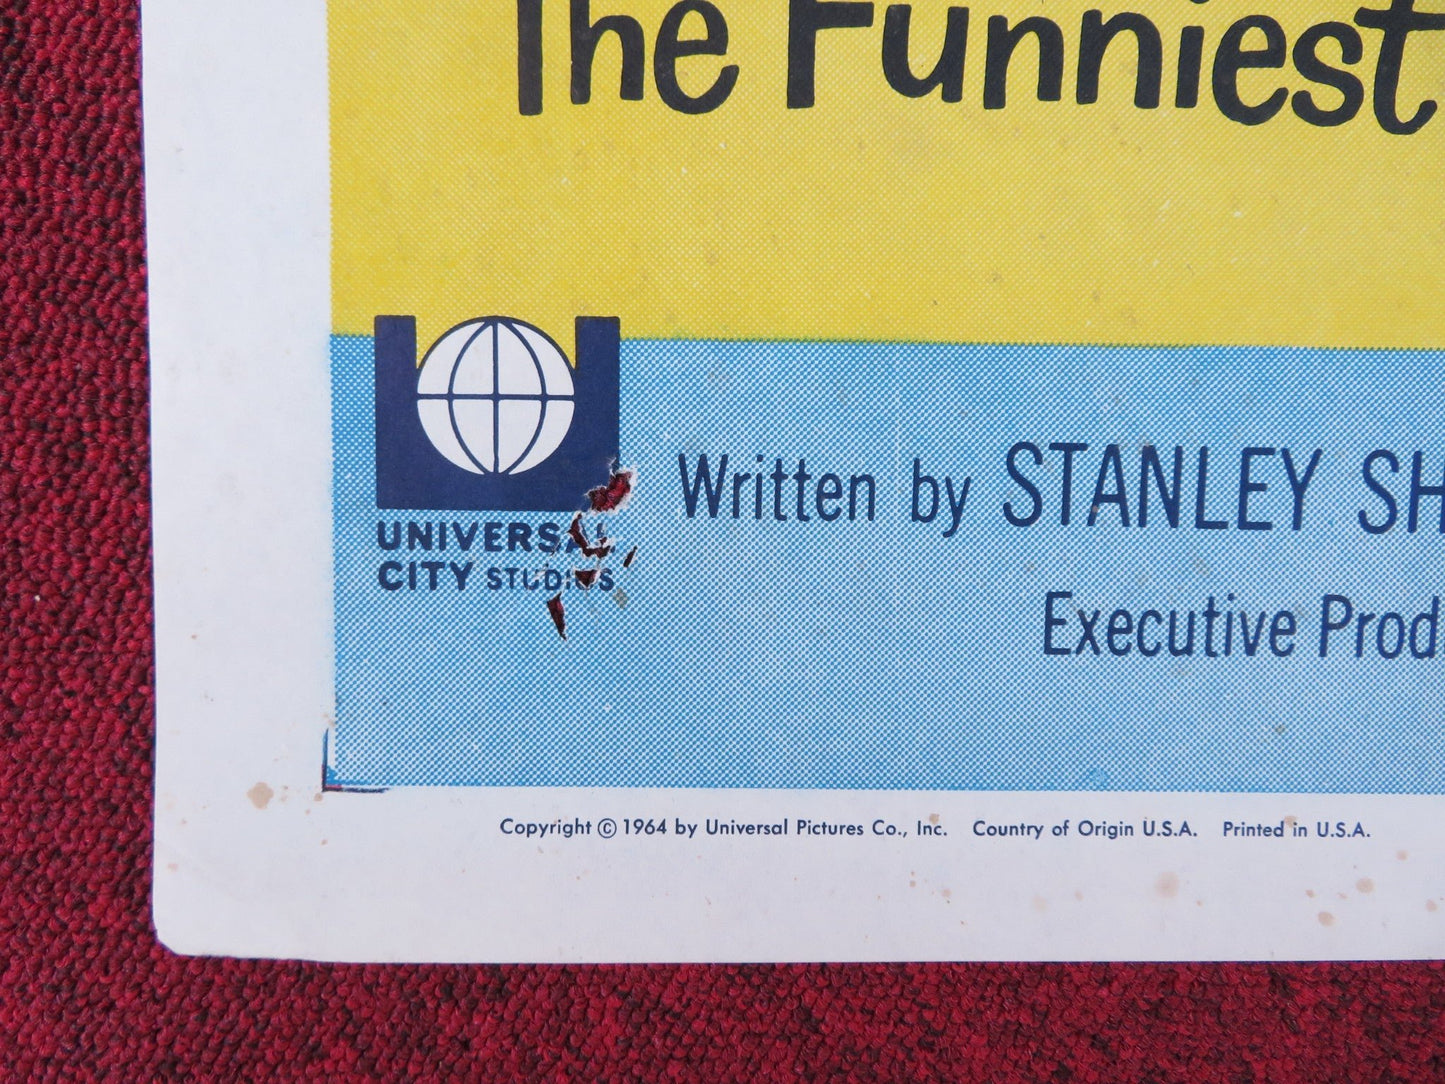 The Funniest
UNIVERSAL
CITY STUDIOS
Written by STANLEY SH
Executive Prod
Copyright © 1964 by Universal Pictures Co., Inc. Country of Origin U.S.A. Printed in U.S.A.